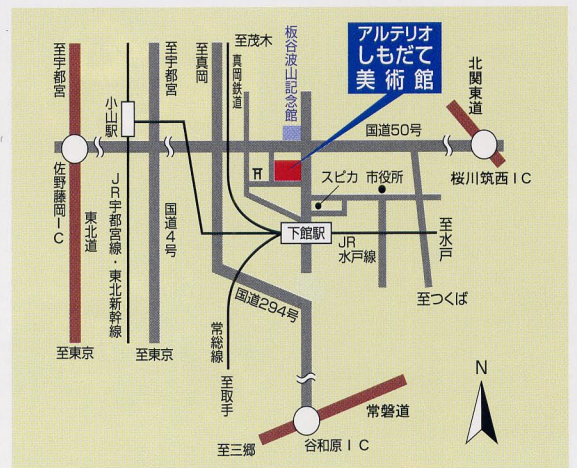 アルテリオ
しもだて
美術館
板谷波山記念館
至宇都宮
至宇都宮
至真岡
至茂木
真岡鉄道
小山駅
北関東道
国道50号
桜川筑西IC
佐野藤岡IC
東北道
JR宇都宮線・東北新幹線
国道4号
スピカ
市役所
下館駅
JR
水戸線
至水戸
至つくば
国道294号
常総線
至取手
至東京
至東京
N
常磐道
谷和原IC
至三郷